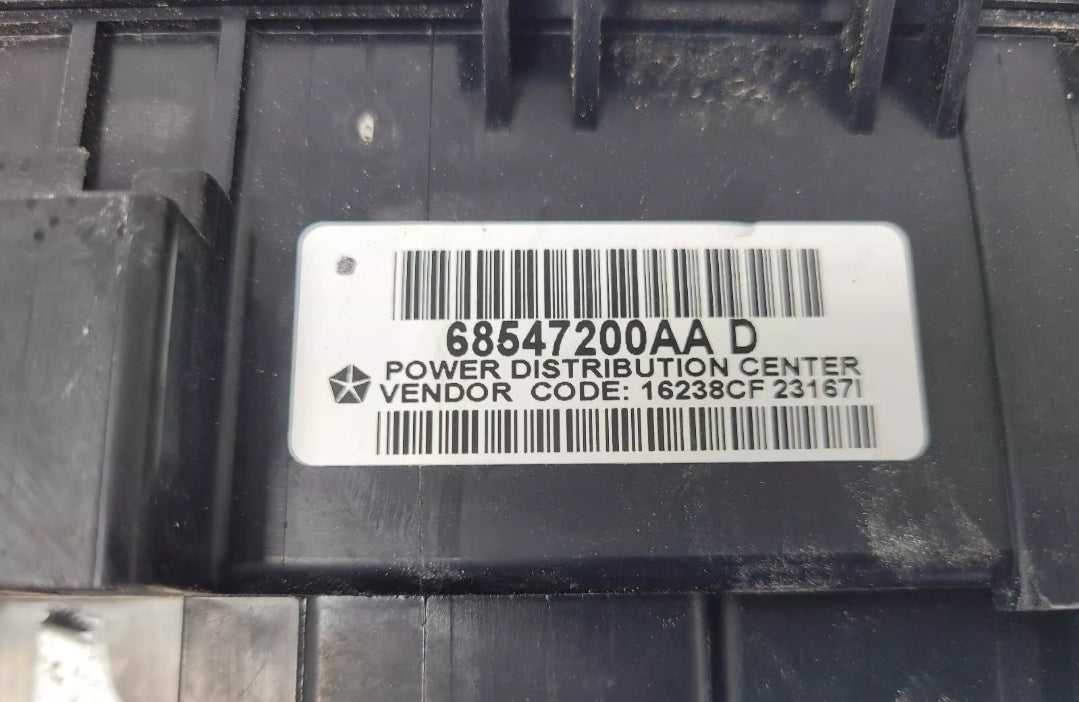 68547200AA D
POWER DISTRIBUTION CENTER
VENDOR CODE: 16238CF 23167I